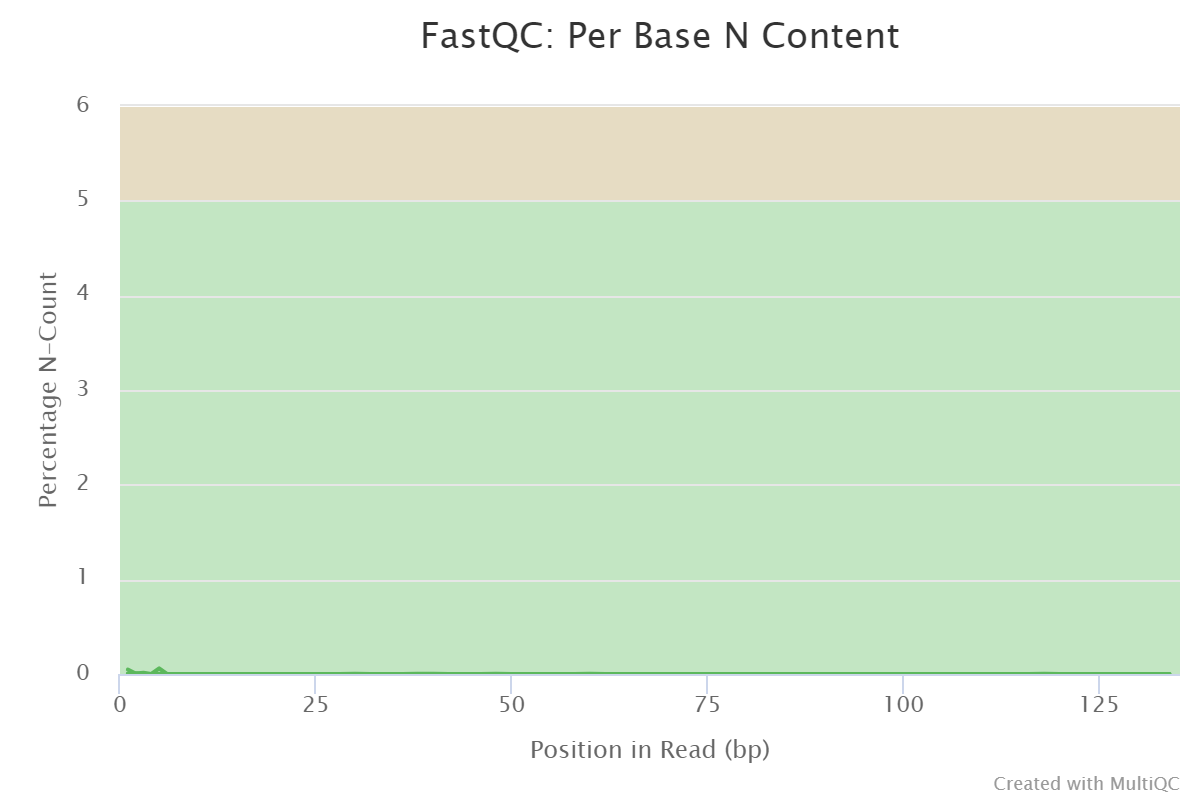 FastQC: Per Base N Content
6
5
4
3
2
1
0
Percentage N-Count
0 25 50 75 100 125
Position in Read (bp)
Created with MultiQC